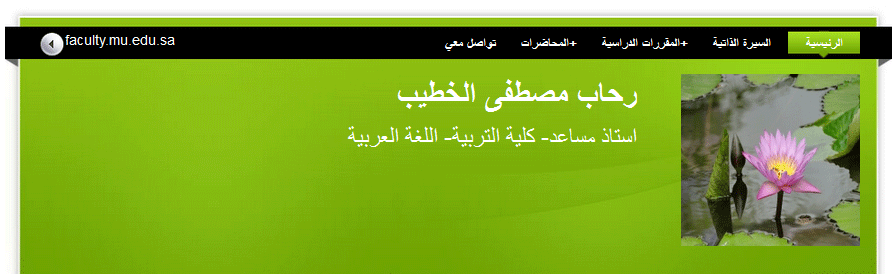 الرئيسية السيرة الذاتية +المقررات الدراسية +المحاضرات تواصل معي faculty.mu.edu.sa
رحاب مصطفى الخطيب
استاذ مساعد- كلية التربية- اللغة العربية